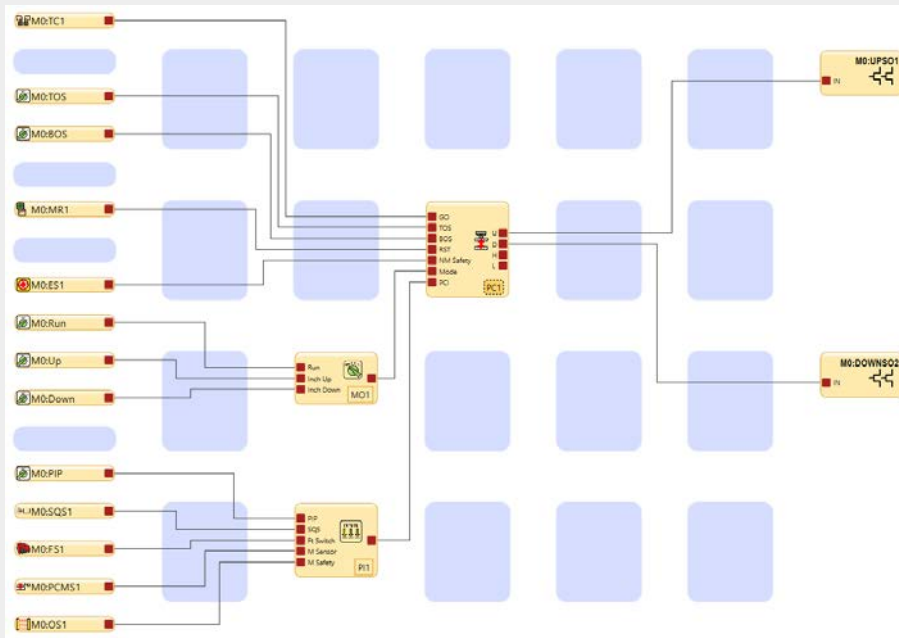 M0:TC1
M0:TOS
M0:BOS
M0:MR1
M0:ES1
M0:Run
M0:Up
M0:Down
M0:PIP
M0:SQS1
M0:FS1
M0:PCMS1
M0:OS1
Run
Inch Up
Inch Down
MO1
PIP
SQS
Ft Switch
M Sensor
M Safety
PI1
GO
TOS
BOS
RST
NM Safety
Mode
PCI
U
D
H
L
PC1
M0:UPSO1
IN
M0:DOWNSO2
IN